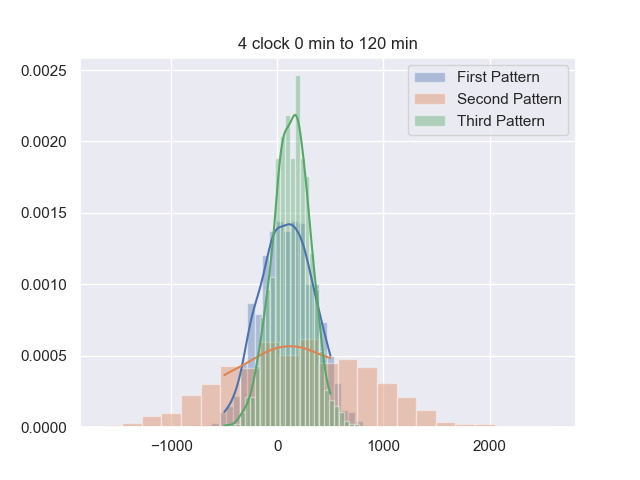 4 clock 0 min to 120 min
0.0025
0.0020
0.0015
0.0010
0.0005
0.0000
First Pattern
Second Pattern
Third Pattern
−1000 0 1000 2000